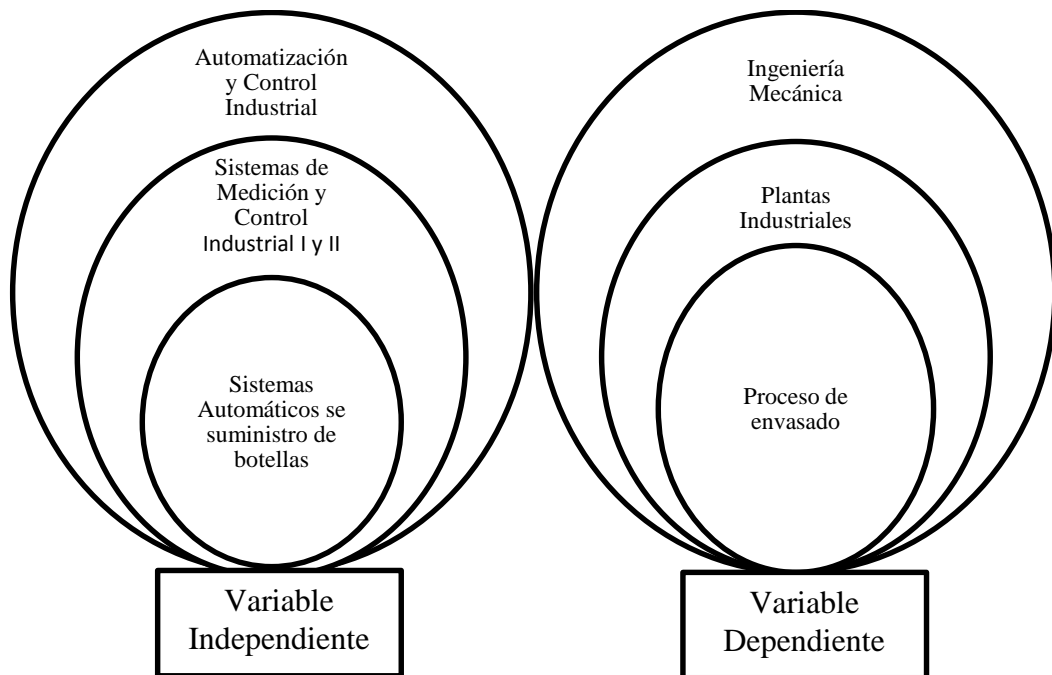 Automatización
y Control
Industrial
Sistemas de
Medición y
Control
Industrial I y II
Sistemas
Automáticos se
suministro de
botellas
Variable
Independiente
Ingeniería
Mecánica
Plantas
Industriales
Proceso de
envasado
Variable
Dependiente